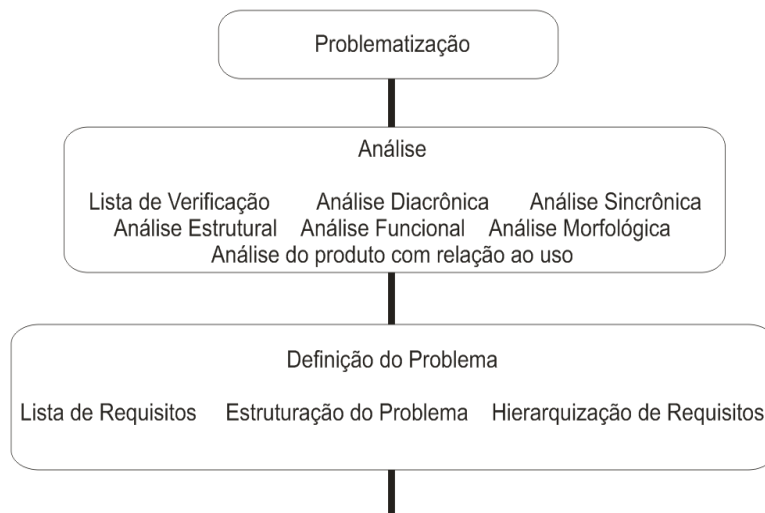 Problematização
Análise
Lista de Verificação Análise Diacrônica Análise Sincrônica
Análise Estrutural Análise Funcional Análise Morfológica
Análise do produto com relação ao uso
Definição do Problema
Lista de Requisitos Estruturação do Problema Hierarquização de Requisitos